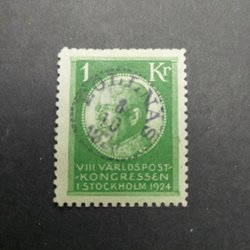 1 Kr
VIII VÄRLDSPOST-
KONGRESSEN
I STOCKHOLM 1924